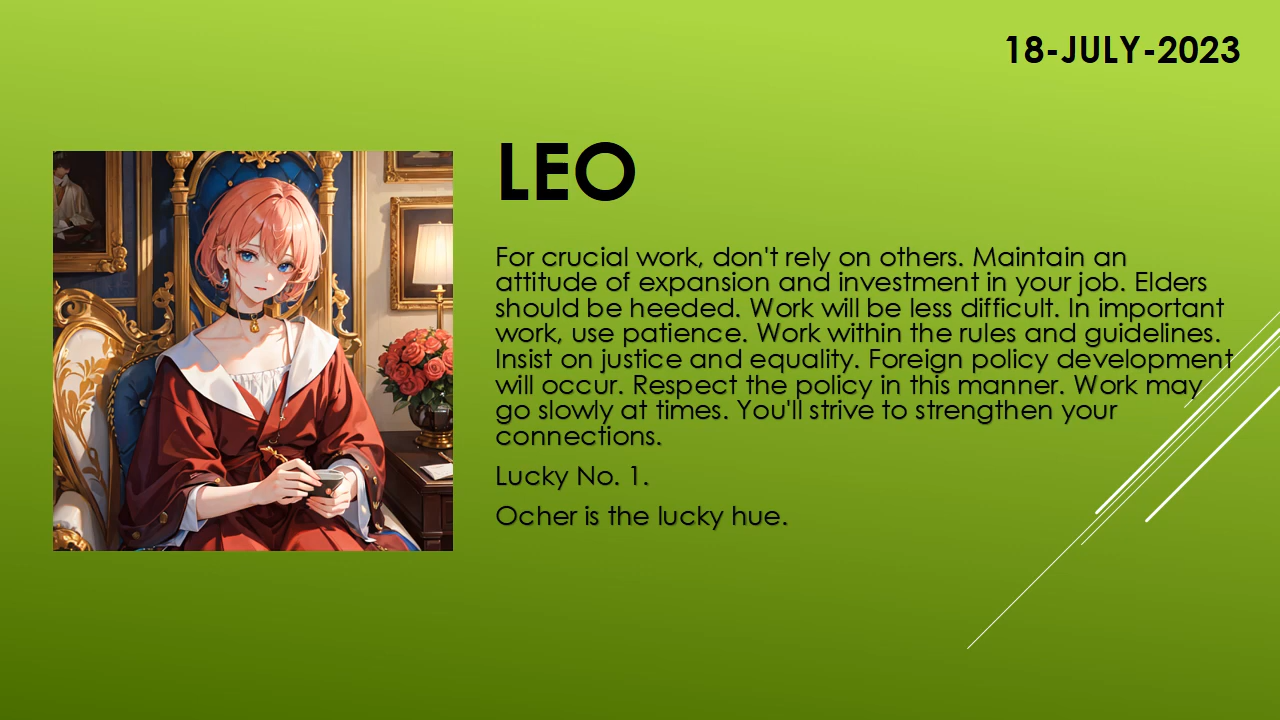 18-JULY-2023
LEO
For crucial work, don't rely on others. Maintain an
attitude of expansion and investment in your job. Elders
should be heeded. Work will be less difficult. In important
work, use patience. Work within the rules and guidelines.
Insist on justice and equality. Foreign policy development
will occur. Respect the policy in this manner. Work may
go slowly at times. You'll strive to strengthen your
connections.
Lucky No. 1.
Ocher is the lucky hue.